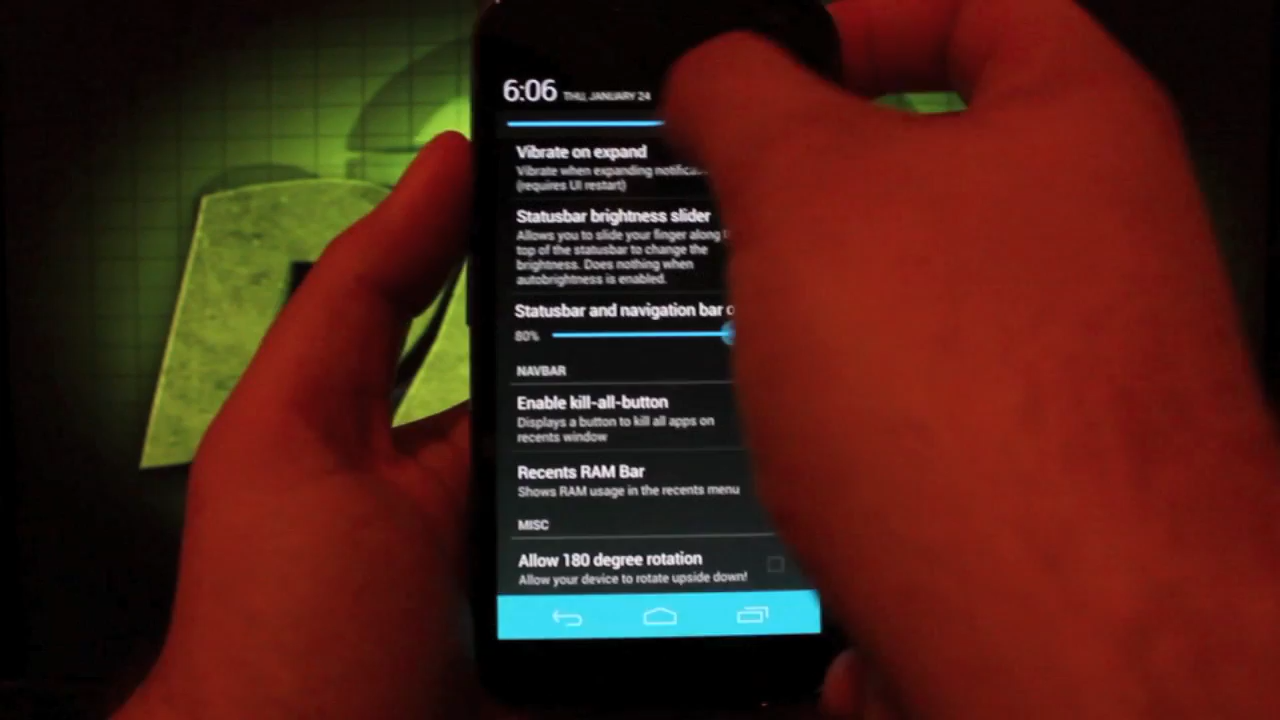 6:06 THU, JANUARY 24
Vibrate on expand
Vibrate when expanding
(requires UI restart)
Statusbar brightness slider
Allows you to slide your finger along
top of the statusbar to change the
brightness. Does nothing when
autobrightness is enabled.
Statusbar and navigation bar
80%
NAVBAR
Enable kill-all-button
Displays a button to kill all apps on
recents window
Recents RAM Bar
Shows RAM usage in the recents menu
MISC
Allow 180 degree rotation
Allow your device to rotate upside down!